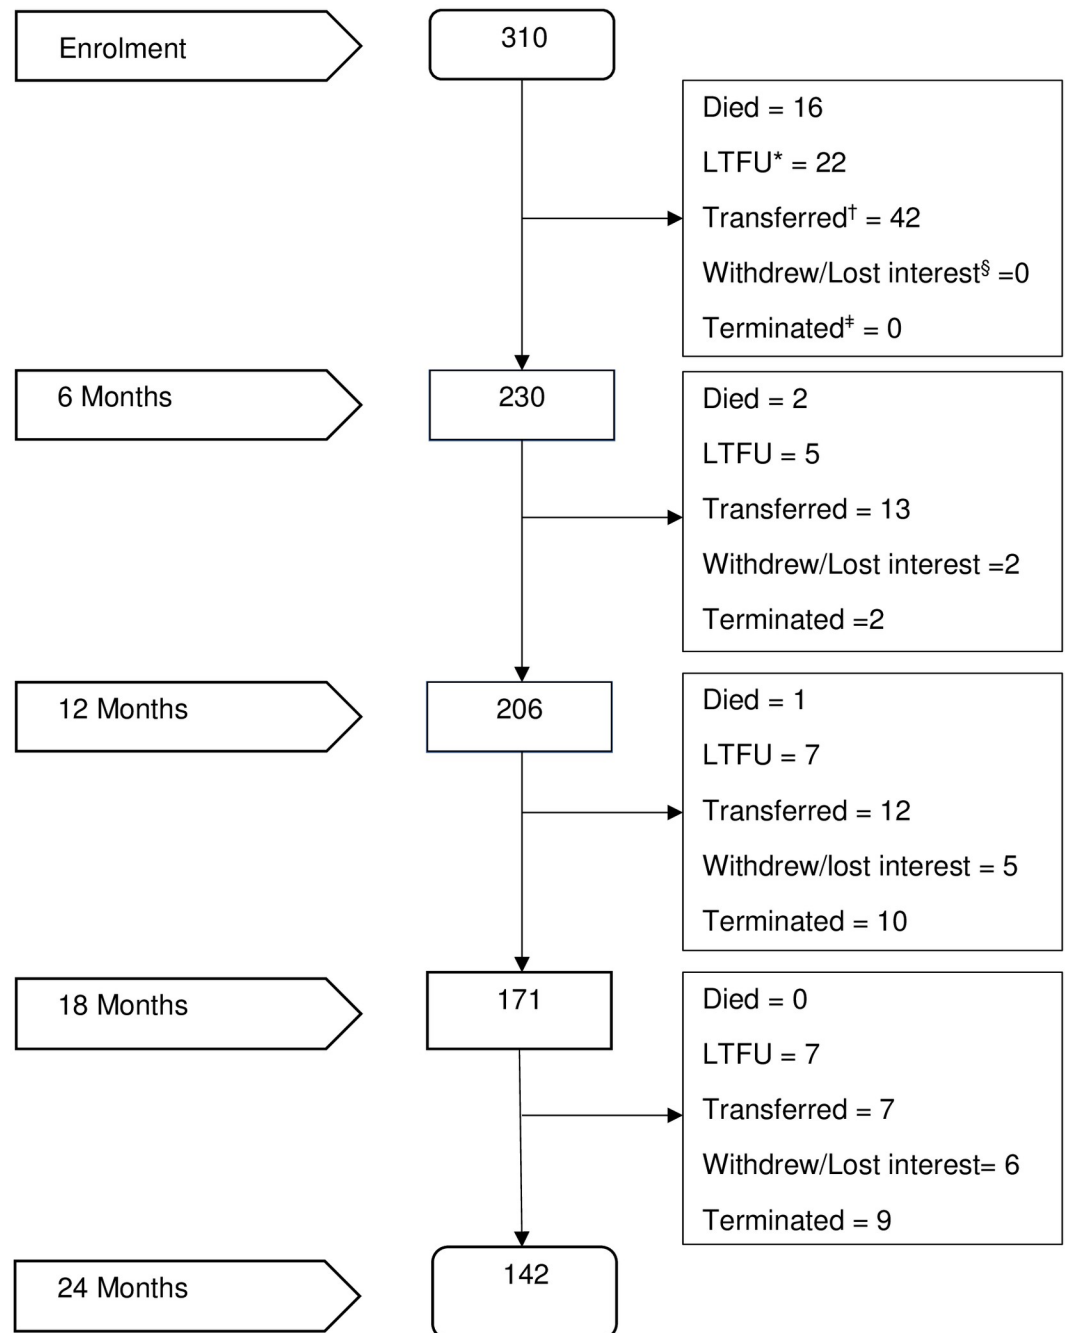 Enrolment
310
Died = 16
LTFU* = 22
Transferred† = 42
Withdrew/Lost interest§ =0
Terminated‡ = 0
6 Months
230
Died = 2
LTFU = 5
Transferred = 13
Withdrew/Lost interest =2
Terminated =2
12 Months
206
Died = 1
LTFU = 7
Transferred = 12
Withdrew/lost interest = 5
Terminated = 10
18 Months
171
Died = 0
LTFU = 7
Transferred = 7
Withdrew/Lost interest= 6
Terminated = 9
24 Months
142